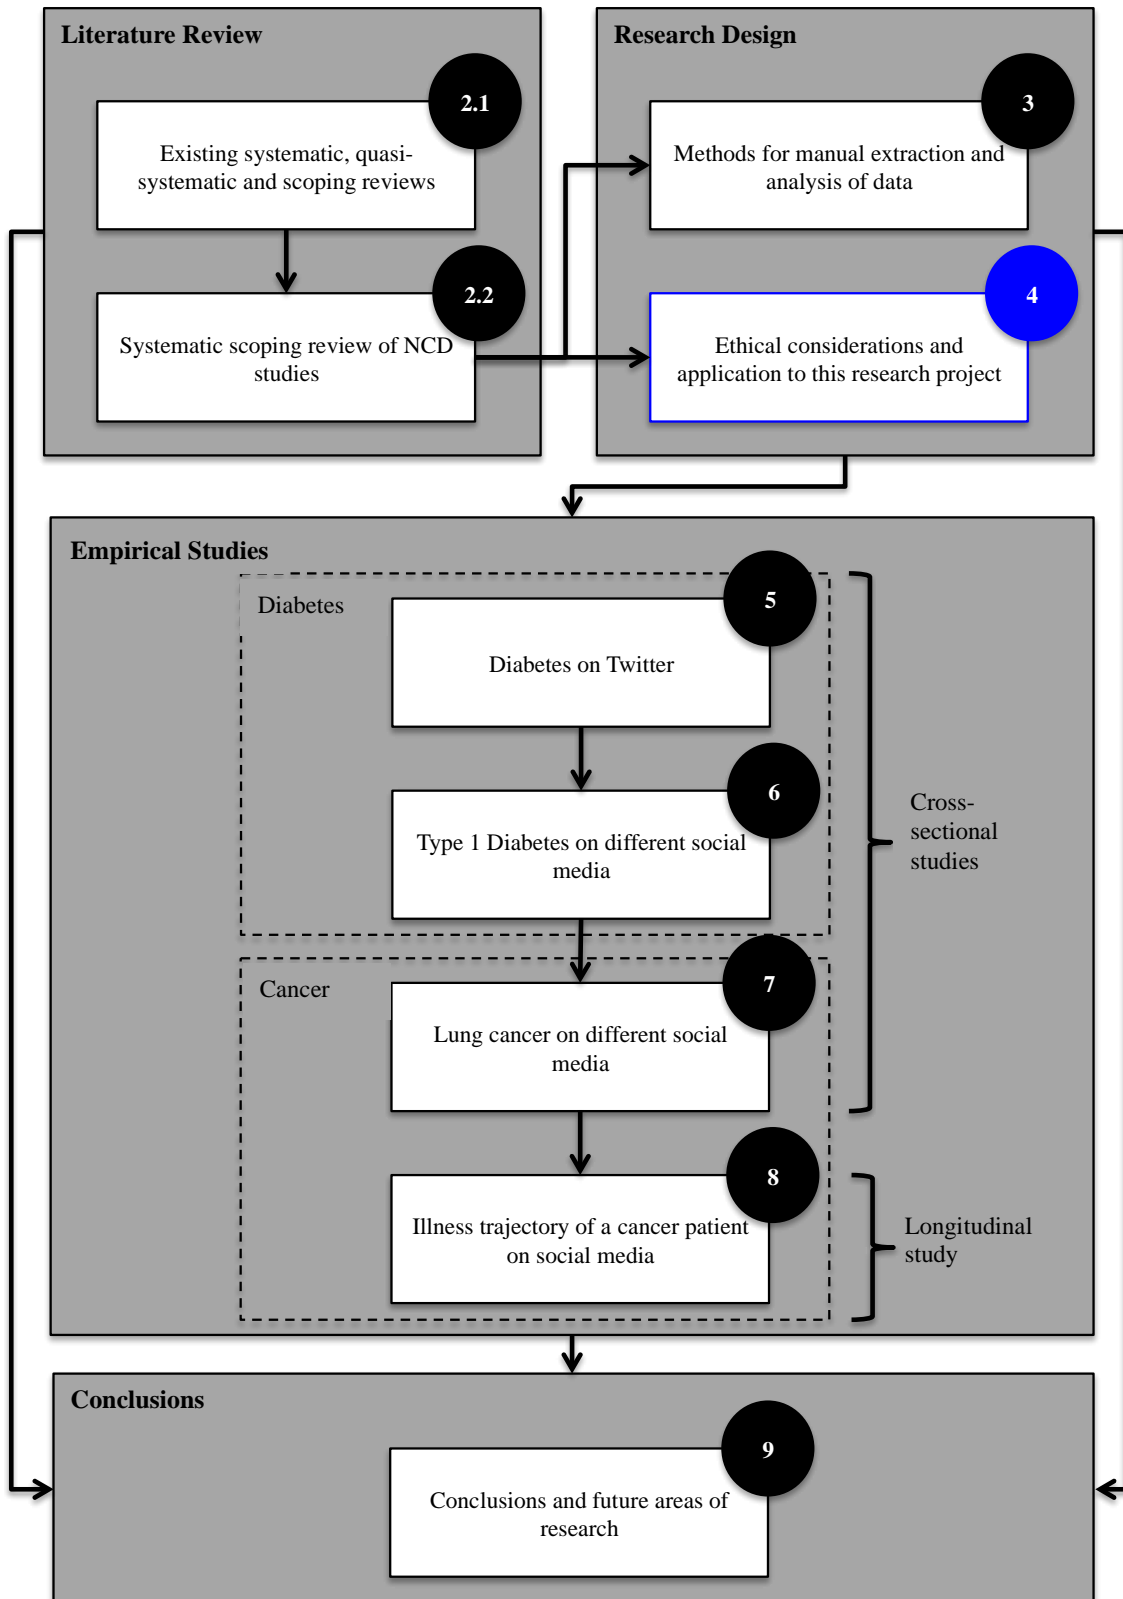 Literature Review
2.1
Existing systematic, quasi-
systematic and scoping reviews
2.2
Systematic scoping review of NCD
studies
Research Design
3
Methods for manual extraction and
analysis of data
4
Ethical considerations and
application to this research project
Empirical Studies
Diabetes
5
Diabetes on Twitter
6
Type 1 Diabetes on different social
media
Cross-
sectional
studies
Cancer
7
Lung cancer on different social
media
8
Illness trajectory of a cancer patient
on social media
Longitudinal
study
Conclusions
9
Conclusions and future areas of
research